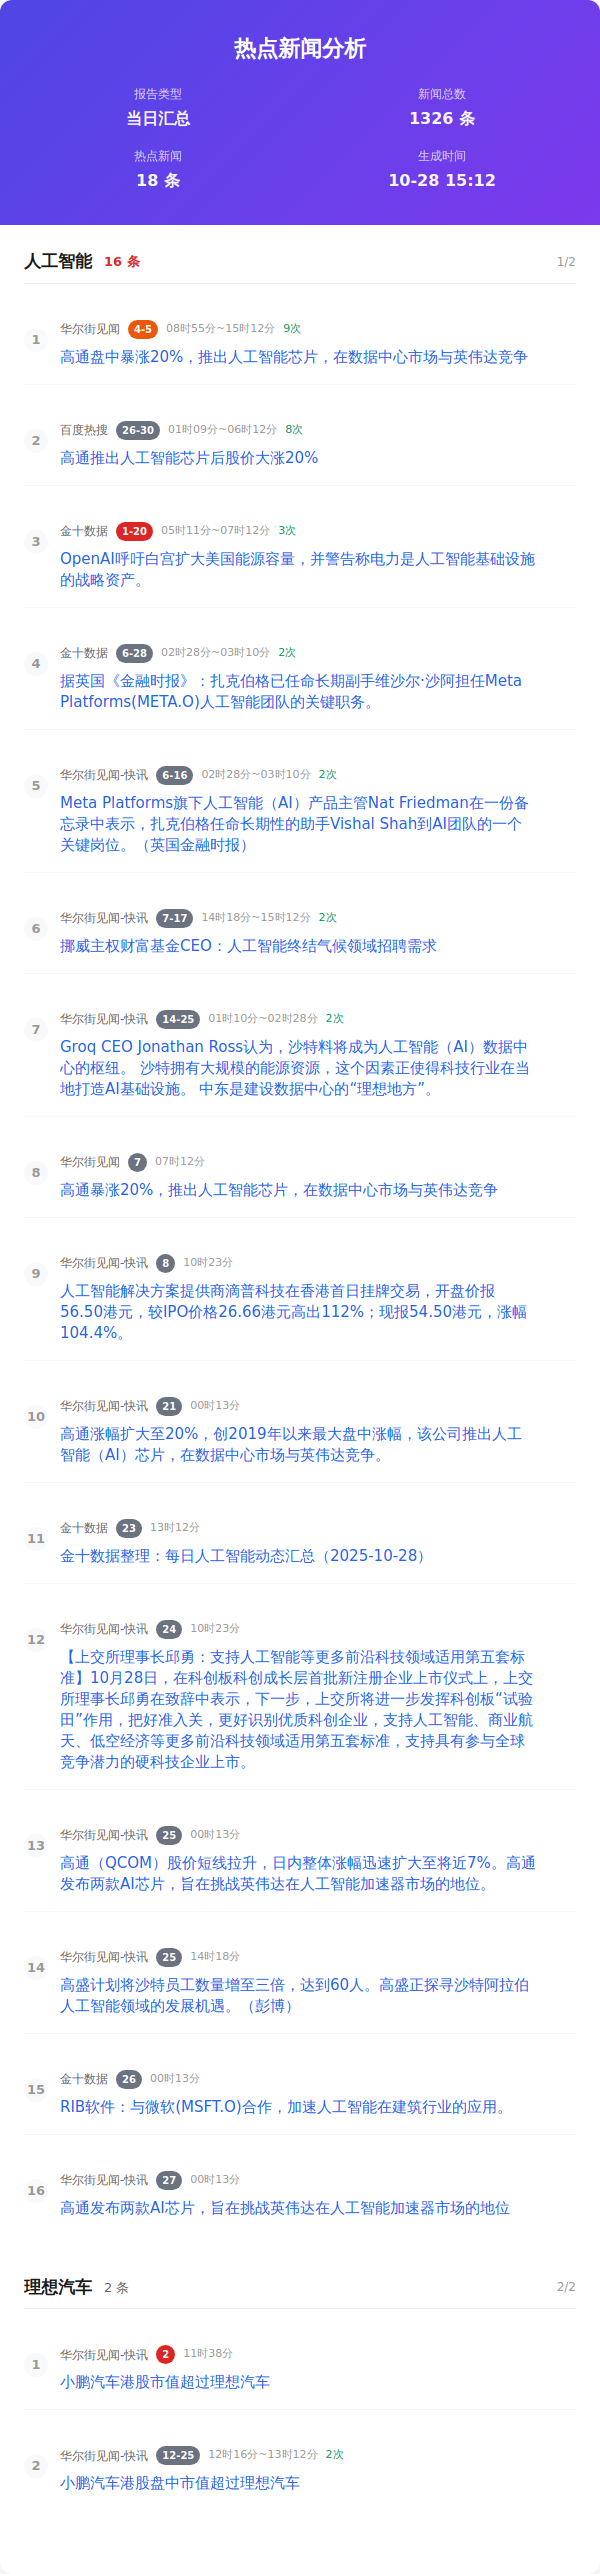 热点新闻分析
报告类型
当日汇总
新闻总数
1326 条
热点新闻
18 条
生成时间
10-28 15:12
人工智能 16 条 1/2
1
华尔街见闻 4-5 08时55分~15时12分 9次
高通盘中暴涨20%，推出人工智能芯片，在数据中心市场与英伟达竞争
2
百度热搜 26-30 01时09分~06时12分 8次
高通推出人工智能芯片后股价大涨20%
3
金十数据 1-20 05时11分~07时12分 3次
OpenAI呼吁白宫扩大美国能源容量，并警告称电力是人工智能基础设施
的战略资产。
4
金十数据 6-28 02时28分~03时10分 2次
据英国《金融时报》：扎克伯格已任命长期副手维沙尔·沙阿担任Meta
Platforms(META.O)人工智能团队的关键职务。
5
华尔街见闻-快讯 6-16 02时28分~03时10分 2次
Meta Platforms旗下人工智能（AI）产品主管Nat Friedman在一份备
忘录中表示，扎克伯格任命长期性的助手Vishal Shah到AI团队的一个
关键岗位。（英国金融时报）
6
华尔街见闻-快讯 7-17 14时18分~15时12分 2次
挪威主权财富基金CEO：人工智能终结气候领域招聘需求
7
华尔街见闻-快讯 14-25 01时10分~02时28分 2次
Groq CEO Jonathan Ross认为，沙特料将成为人工智能（AI）数据中
心的枢纽。 沙特拥有大规模的能源资源，这个因素正使得科技行业在当
地打造AI基础设施。 中东是建设数据中心的“理想地方”。
8
华尔街见闻 7 07时12分
高通暴涨20%，推出人工智能芯片，在数据中心市场与英伟达竞争
9
华尔街见闻-快讯 8 10时23分
人工智能解决方案提供商滴普科技在香港首日挂牌交易，开盘价报
56.50港元，较IPO价格26.66港元高出112%；现报54.50港元，涨幅
104.4%。
10
华尔街见闻-快讯 21 00时13分
高通涨幅扩大至20%，创2019年以来最大盘中涨幅，该公司推出人工
智能（AI）芯片，在数据中心市场与英伟达竞争。
11
金十数据 23 13时12分
金十数据整理：每日人工智能动态汇总（2025-10-28）
12
华尔街见闻-快讯 24 10时23分
【上交所理事长邱勇：支持人工智能等更多前沿科技领域适用第五套标
准】10月28日，在科创板科创成长层首批新注册企业上市仪式上，上交
所理事长邱勇在致辞中表示，下一步，上交所将进一步发挥科创板“试验
田”作用，把好准入关，更好识别优质科创企业，支持人工智能、商业航
天、低空经济等更多前沿科技领域适用第五套标准，支持具有参与全球
竞争潜力的硬科技企业上市。
13
华尔街见闻-快讯 25 00时13分
高通（QCOM）股价短线拉升，日内整体涨幅迅速扩大至将近7%。高通
发布两款AI芯片，旨在挑战英伟达在人工智能加速器市场的地位。
14
华尔街见闻-快讯 25 14时18分
高盛计划将沙特员工数量增至三倍，达到60人。高盛正探寻沙特阿拉伯
人工智能领域的发展机遇。（彭博）
15
金十数据 26 00时13分
RIB软件：与微软(MSFT.O)合作，加速人工智能在建筑行业的应用。
16
华尔街见闻-快讯 27 00时13分
高通发布两款AI芯片，旨在挑战英伟达在人工智能加速器市场的地位
理想汽车 2 条 2/2
1
华尔街见闻-快讯 2 11时38分
小鹏汽车港股市值超过理想汽车
2
华尔街见闻-快讯 12-25 12时16分~13时12分 2次
小鹏汽车港股盘中市值超过理想汽车